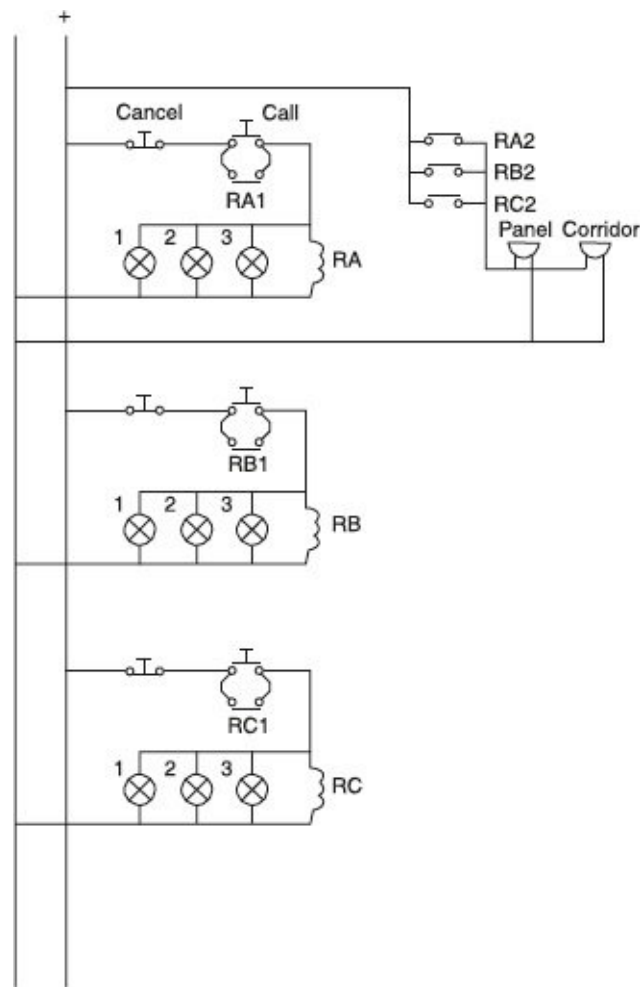 +
Cancel Call
RA2
RA1 RB2
RC2
1 2 3 Panel Corridor
RA
RB1
1 2 3
RB
RC1
1 2 3
RC